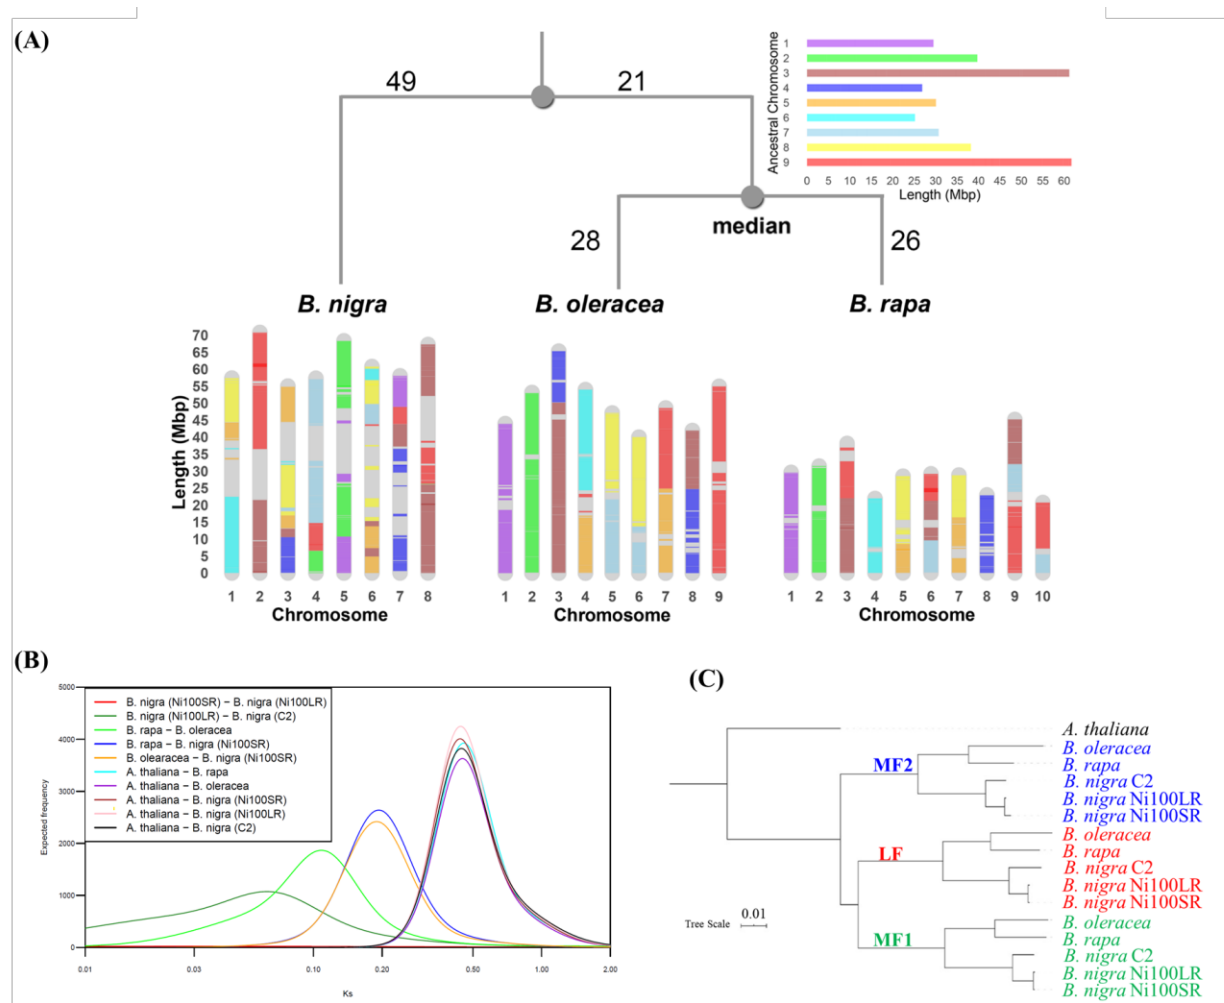 (A)
49
21
Ancestral Chromosome
1
2
3
4
5
6
7
8
9
0 5 10 15 20 25 30 35 40 45 50 55 60
Length (Mbp)
median
28
26
B. nigra
B. oleracea
B. rapa
Length (Mbp)
70
65
60
55
50
45
40
35
30
25
20
15
10
5
0
1 2 3 4 5 6 7 8
Chromosome
1 2 3 4 5 6 7 8 9
Chromosome
1 2 3 4 5 6 7 8 9 10
Chromosome
(B)
Expected frequency
5000
4000
3000
2000
1000
0
B. nigra (Ni100SR) − B. nigra (Ni100LR)
B. nigra (Ni100LR) − B. nigra (C2)
B. rapa − B. oleracea
B. rapa − B. nigra (Ni100SR)
B. olearacea − B. nigra (Ni100SR)
A. thaliana − B. rapa
A. thaliana − B. oleracea
A. thaliana − B. nigra (Ni100SR)
A. thaliana − B. nigra (Ni100LR)
A. thaliana − B. nigra (C2)
0.01 0.03 0.10 0.20 0.50 1.00 2.00
Ks
(C)
A. thaliana
MF2
B. oleracea
B. rapa
B. nigra C2
B. nigra Ni100LR
B. nigra Ni100SR
LF
B. oleracea
B. rapa
B. nigra C2
B. nigra Ni100LR
B. nigra Ni100SR
MF1
B. oleracea
B. rapa
B. nigra C2
B. nigra Ni100LR
B. nigra Ni100SR
Tree Scale 0.01